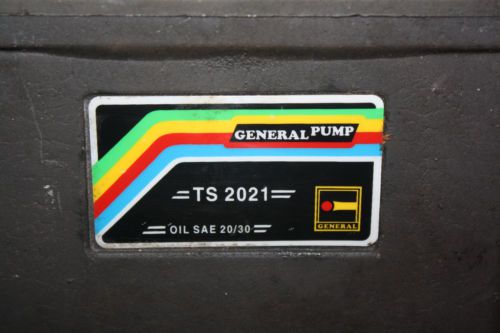 GENERAL PUMP
TS 2021
GENERAL
OIL SAE 20/30